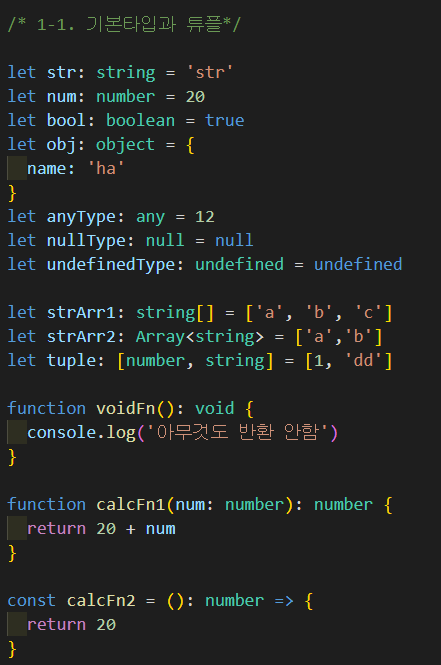 /* 1-1. 기본타입과 튜플*/
let str: string = 'str'
let num: number = 20
let bool: boolean = true
let obj: object = {
  name: 'ha'
}
let anyType: any = 12
let nullType: null = null
let undefinedType: undefined = undefined
let strArr1: string[] = ['a', 'b', 'c']
let strArr2: Array<string> = ['a','b']
let tuple: [number, string] = [1, 'dd']
function voidFn(): void {
  console.log('아무것도 반환 안함')
}
function calcFn1(num: number): number {
  return 20 + num
}
const calcFn2 = (): number => {
  return 20
}